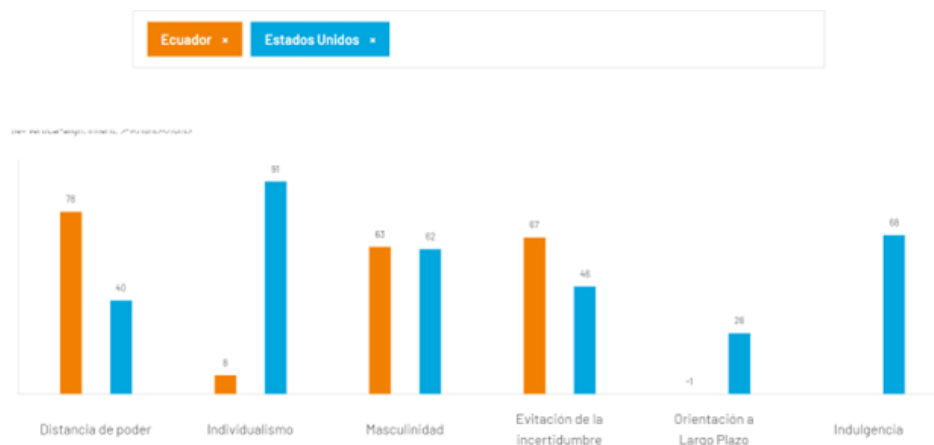 Ecuador ×
Estados Unidos ×
78
40
8
91
63
62
67
46
-1
26
68
Distancia de poder
Individualismo
Masculinidad
Evitación de la
incertidumbre
Orientación a
Largo Plazo
Indulgencia